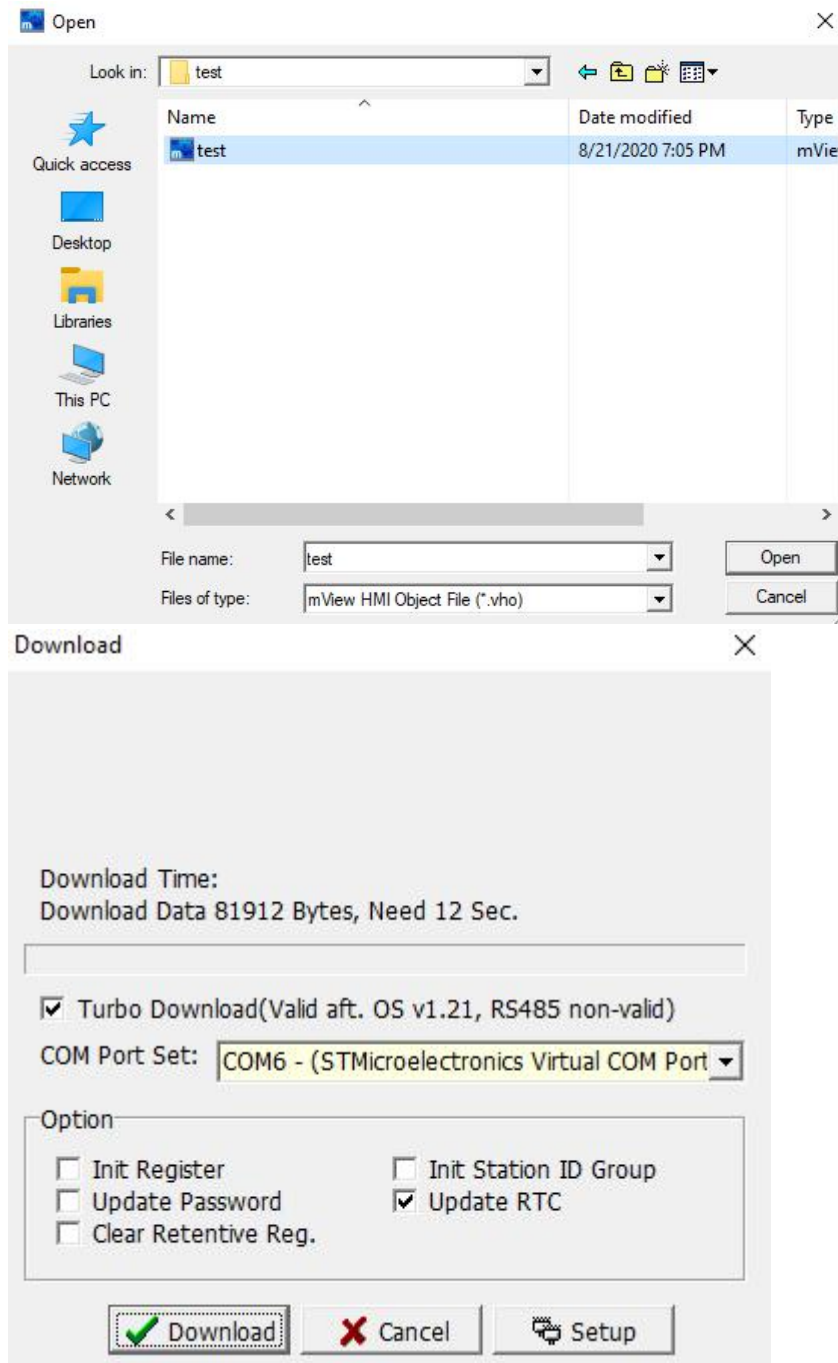 Open
Look in: test
Name Date modified Type
test 8/21/2020 7:05 PM mVie
Quick access
Desktop
Libraries
This PC
Network
File name: test Open
Files of type: mView HMI Object File (*.vho) Cancel
Download
Download Time:
Download Data 81912 Bytes, Need 12 Sec.
Turbo Download(Valid aft. OS v1.21, RS485 non-valid)
COM Port Set: COM6 - (STMicroelectronics Virtual COM Port
Option
Init Register Init Station ID Group
Update Password Update RTC
Clear Retentive Reg.
Download Cancel Setup